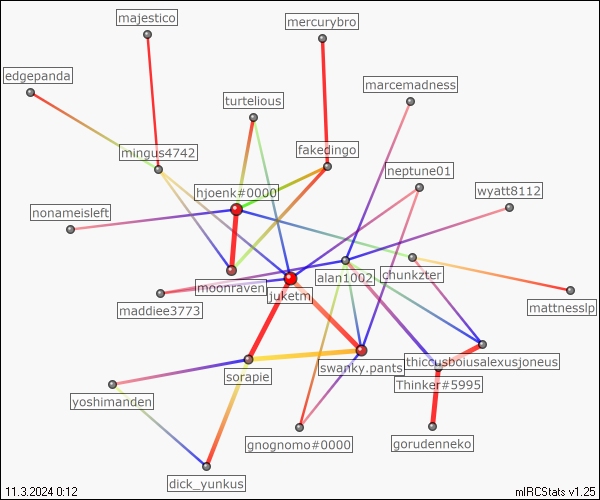 majestico
mercurybro
edgepanda
marcemadness
turtelious
mingus4742
fakedingo
neptune01
hjoenk#0000
wyatt8112
nonameisleft
moonraven
alan1002
chunkzter
juketm
maddiee3773
mattnesslp
thiccusboiusalexusjoneus
swanky.pants
sorapie
Thinker#5995
yoshimanden
gnognomo#0000
gorudenneko
dick_yunkus
11.3.2024 0:12
mIRCStats v1.25